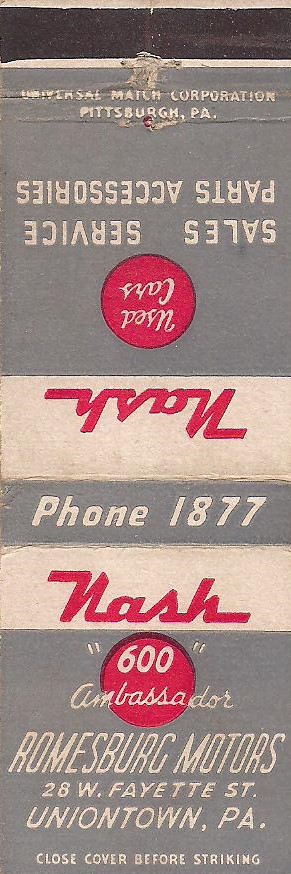 UNIVERSAL MATCH CORPORATION
PITTSBURGH, PA.
SALES SERVICE
PARTS ACCESSORIES
Used
Cars
Nash
Phone 1877
Nash
"600"
Ambassador
ROMESBURG MOTORS
28 W. FAYETTE ST.
UNIONTOWN, PA.
CLOSE COVER BEFORE STRIKING